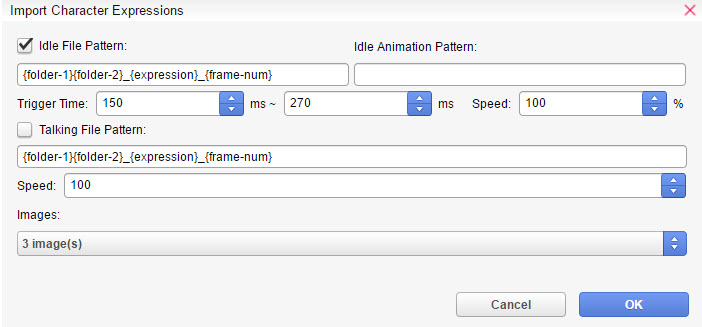 Import Character Expressions
Idle File Pattern: Idle Animation Pattern:
{folder-1}{folder-2}_{expression}_{frame-num}
Trigger Time: 150 ms ~ 270 ms Speed: 100 %
Talking File Pattern:
{folder-1}{folder-2}_{expression}_{frame-num}
Speed: 100
Images:
3 image(s)
Cancel OK